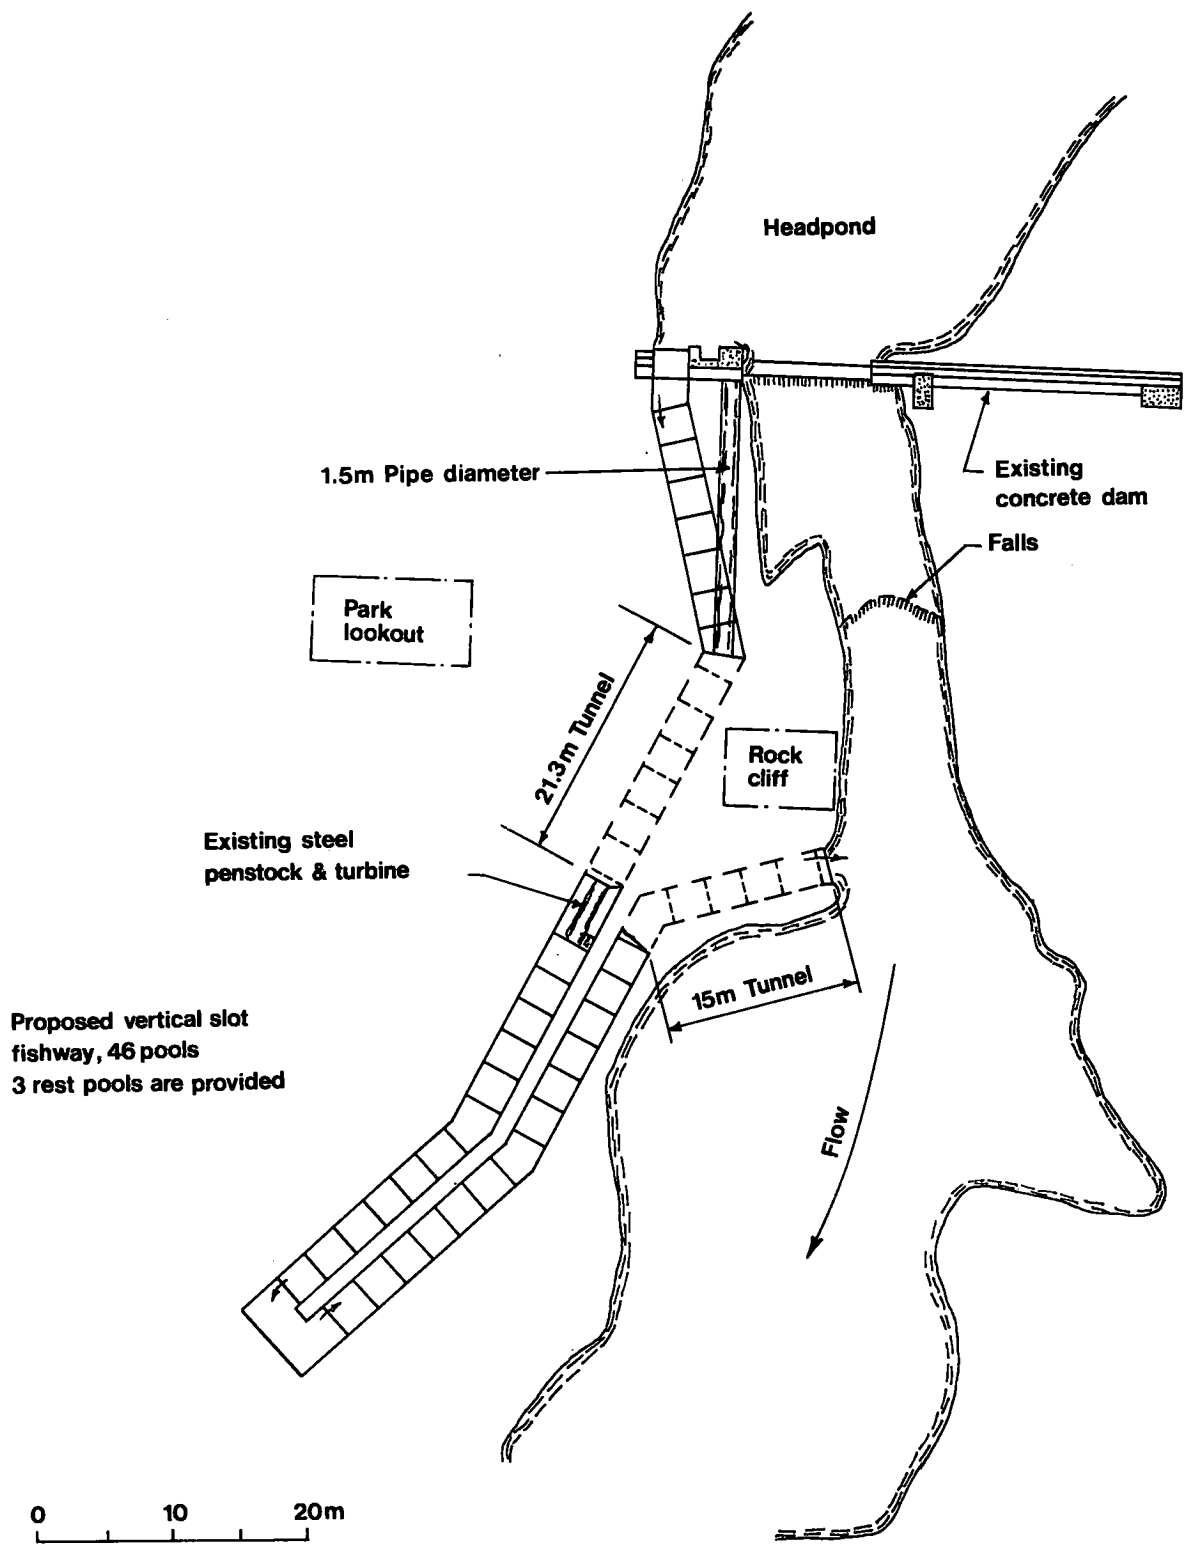 Headpond
1.5m Pipe diameter
Existing
concrete dam
Falls
Park
lookout
21.3m Tunnel
Rock
cliff
Existing steel
penstock & turbine
15m Tunnel
Proposed vertical slot
fishway, 46 pools
3 rest pools are provided
Flow
0 10 20m